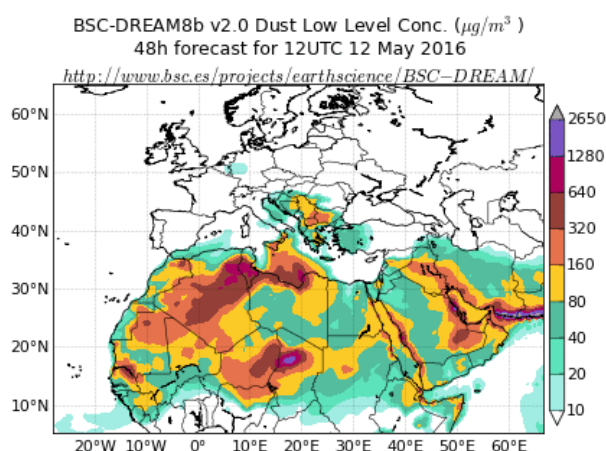 BSC-DREAM8b v2.0 Dust Low Level Conc. (μg/m³ )
48h forecast for 12UTC 12 May 2016
http://www.bsc.es/projects/earthscience/BSC−DREAM/
60°N
50°N
40°N
30°N
20°N
10°N
20°W 10°W 0° 10°E 20°E 30°E 40°E 50°E 60°E
2650
1280
640
320
160
80
40
20
10